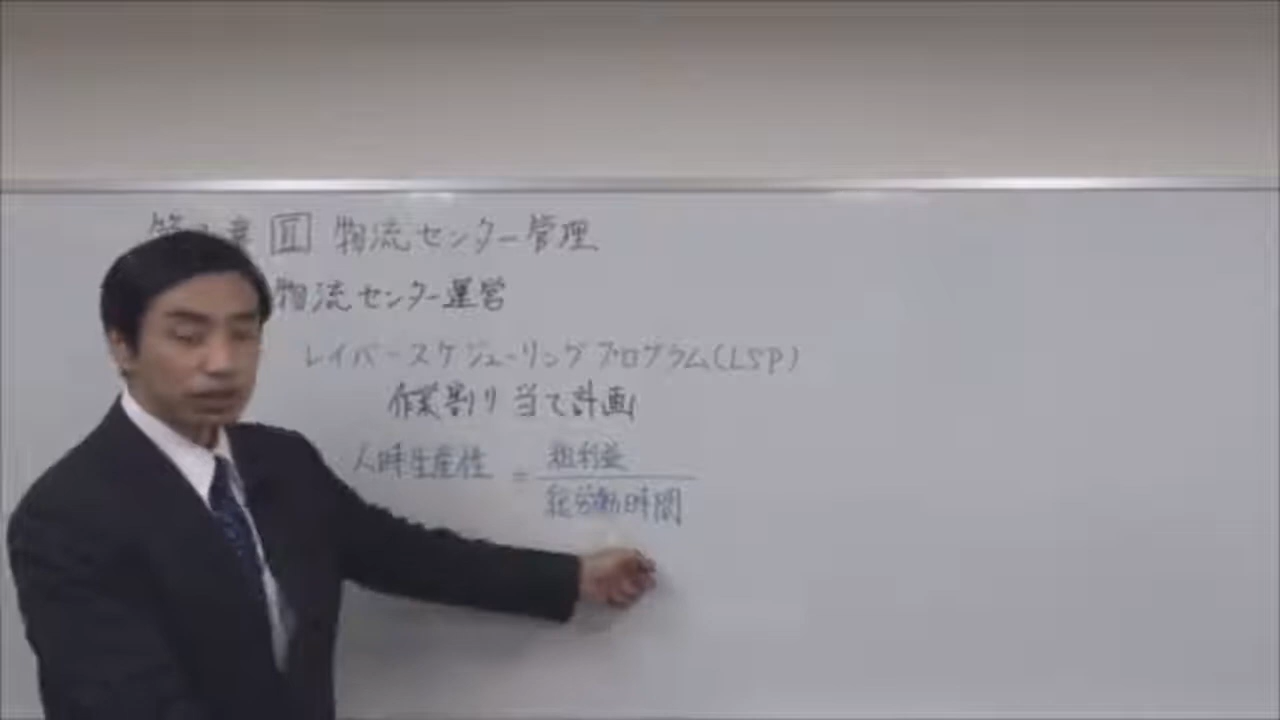 第 章 Ⅱ 物流センター管理
物流センター運営
レイバースケジューリングプログラム(LSP)
作業割り当て計画
人時生産性 = 粗利益
総労働時間